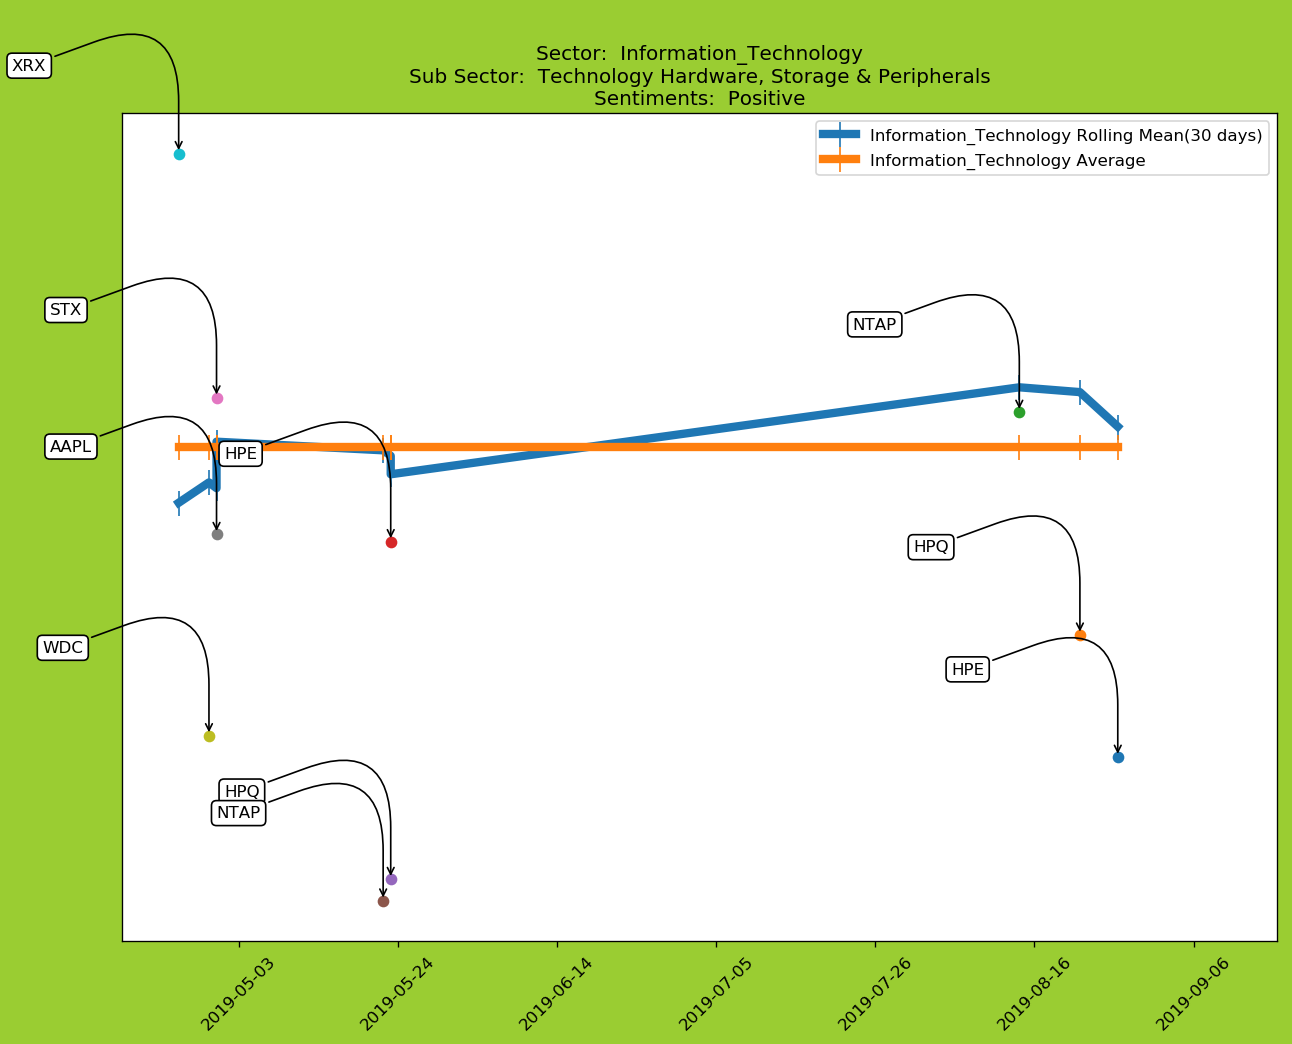 XRX
Sector:  Information_Technology
Sub Sector:  Technology Hardware, Storage & Peripherals
Sentiments:  Positive
Information_Technology Rolling Mean(30 days)
Information_Technology Average
STX
NTAP
AAPL
HPE
HPQ
WDC
HPE
HPQ
NTAP
2019-05-03
2019-05-24
2019-06-14
2019-07-05
2019-07-26
2019-08-16
2019-09-06